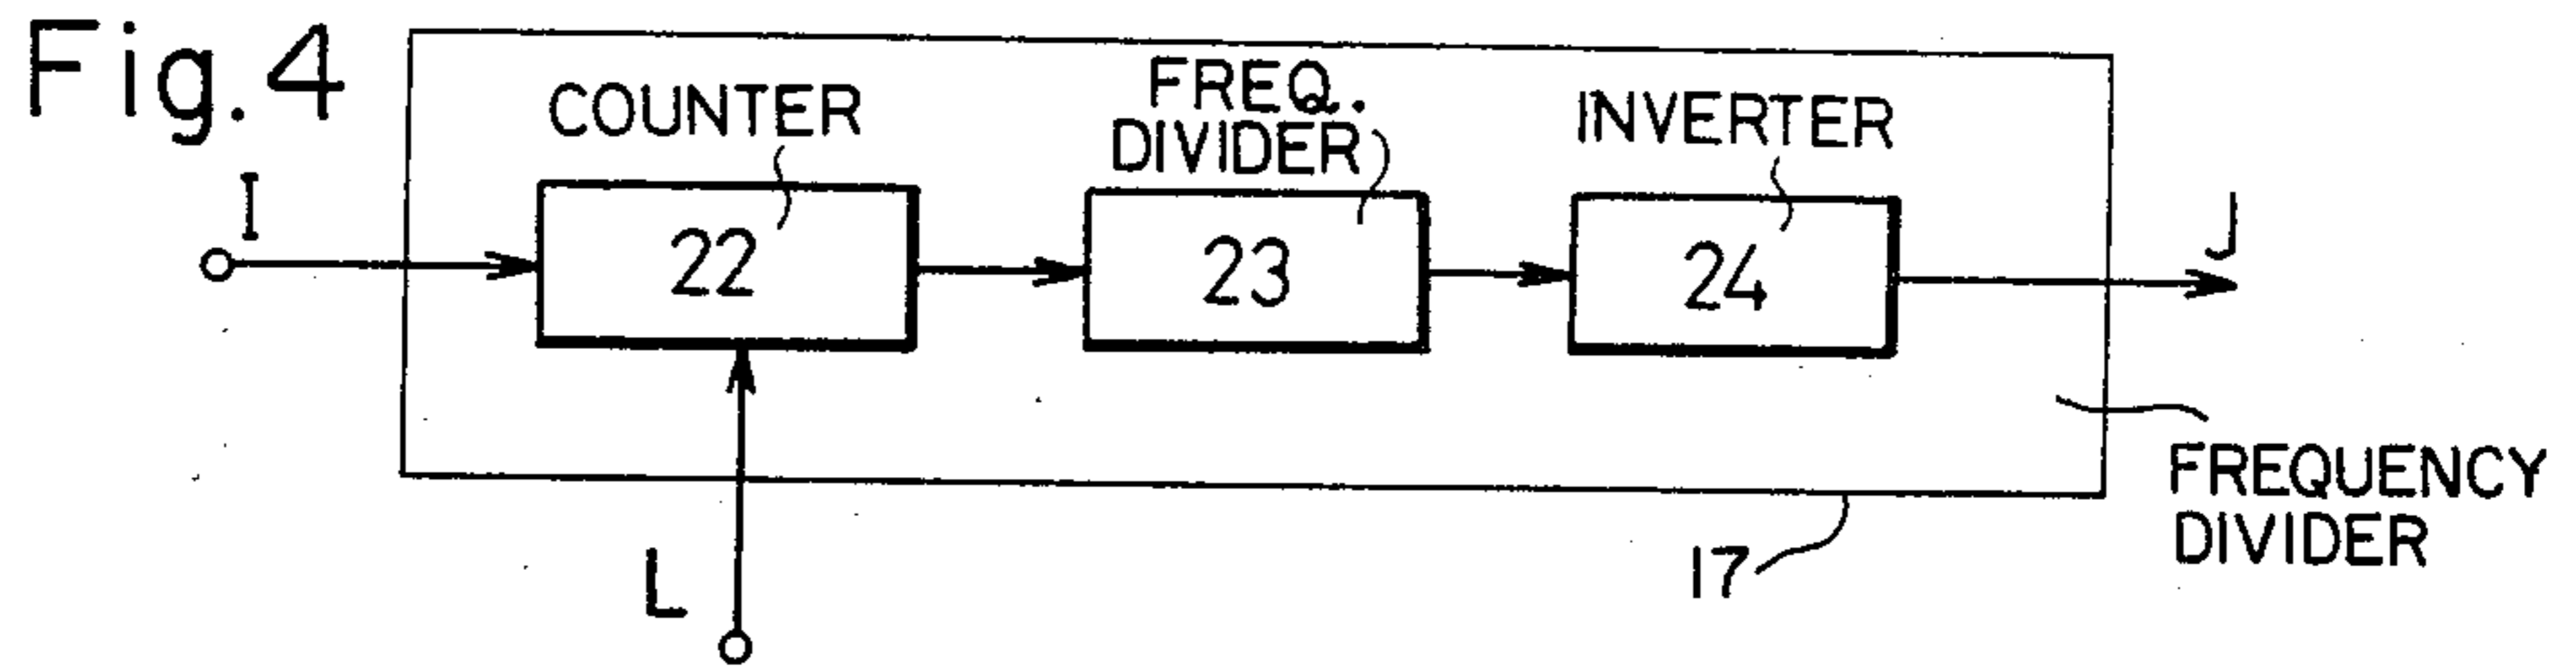 Fig.4
COUNTER
FREQ.
DIVIDER
INVERTER
I
22
23
24
J
L
17
FREQUENCY
DIVIDER